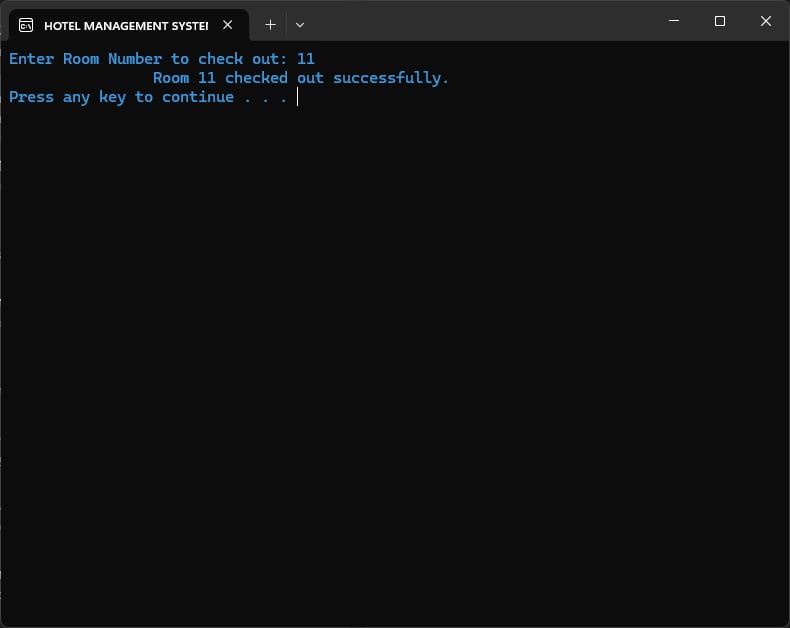 HOTEL MANAGEMENT SYSTEM
Enter Room Number to check out: 11
Room 11 checked out successfully.
Press any key to continue . . .